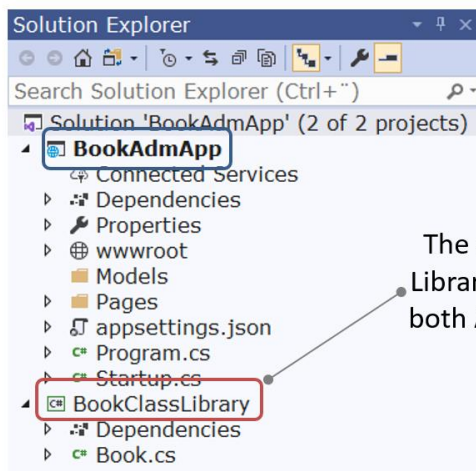 Solution Explorer
Search Solution Explorer (Ctrl+¨)
Solution 'BookAdmApp' (2 of 2 projects)
BookAdmApp
Connected Services
Dependencies
Properties
wwwroot
Models
Pages
appsettings.json
C# Program.cs
C# Startup.cs
C# BookClassLibrary
Dependencies
C# Book.cs
The
Librar
both